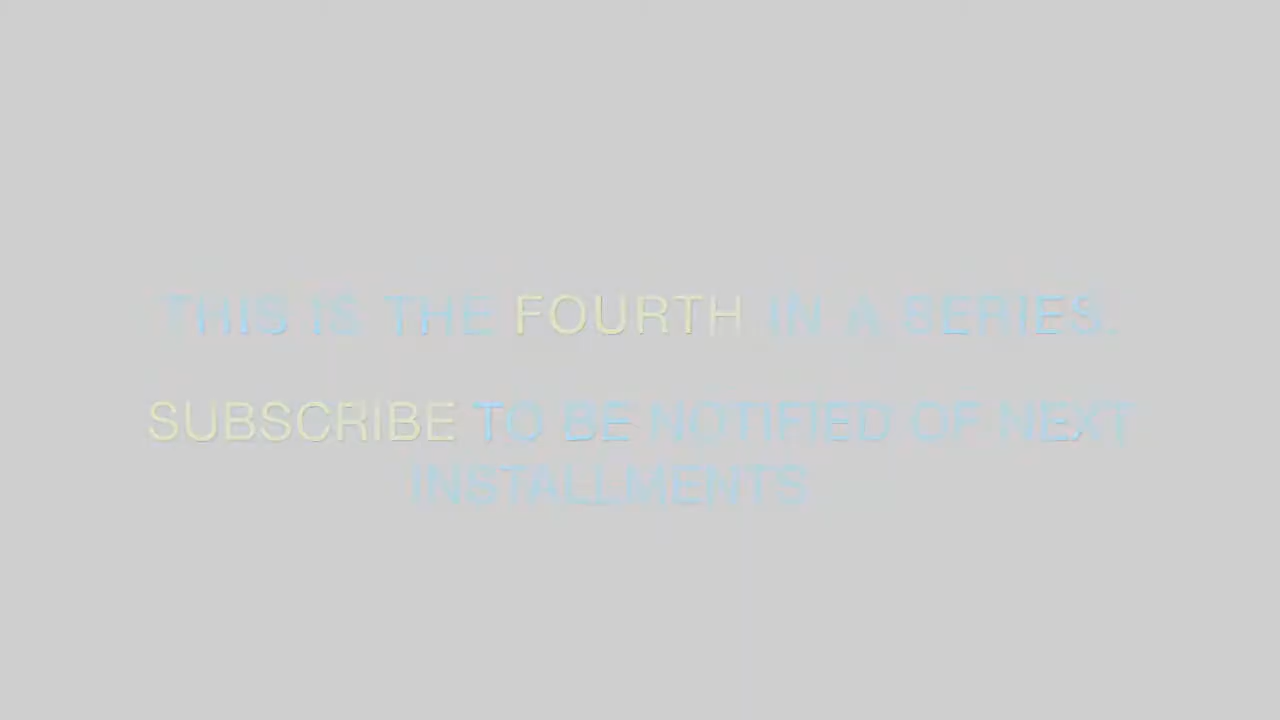 THIS IS THE FOURTH IN A SERIES.
SUBSCRIBE TO BE NOTIFIED OF NEXT
INSTALLMENTS